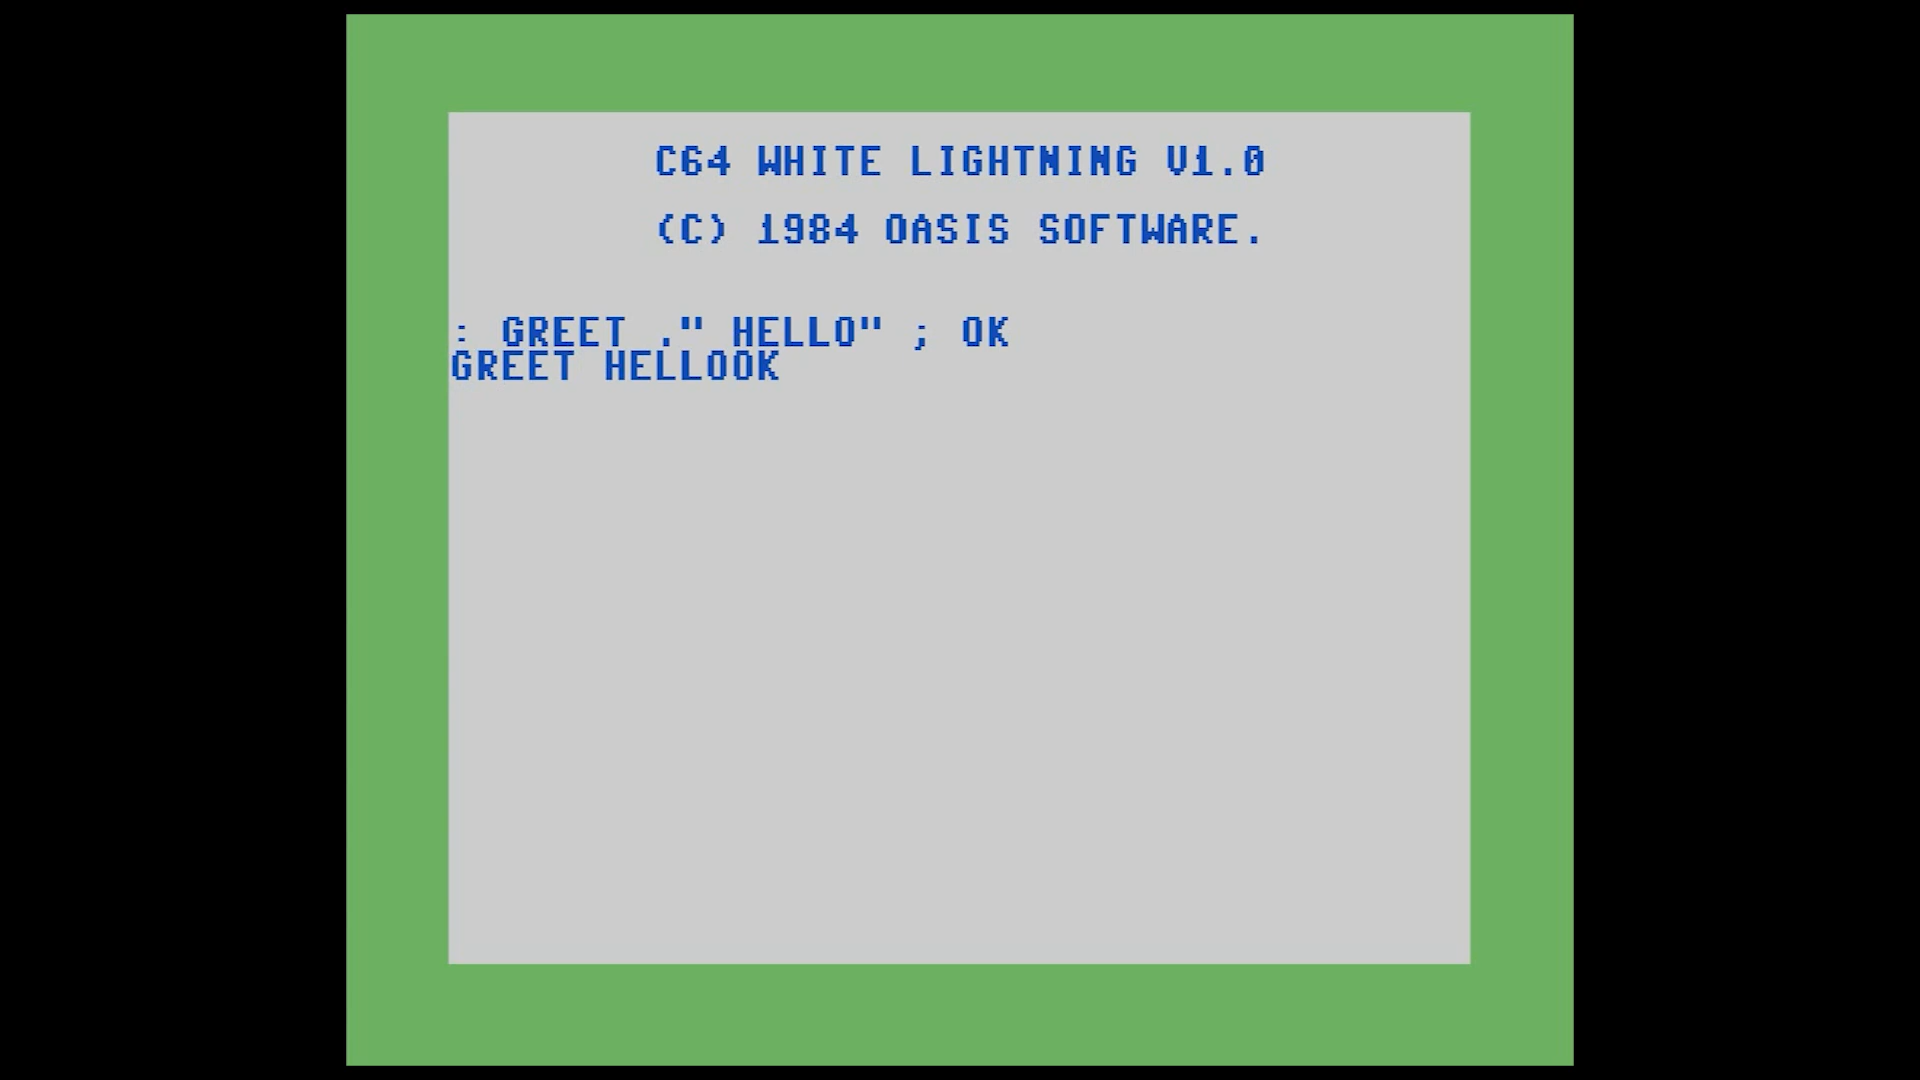 C64 WHITE LIGHTNING V1.0
(C) 1984 OASIS SOFTWARE.
: GREET ." HELLO" ; OK
GREET HELLOOK